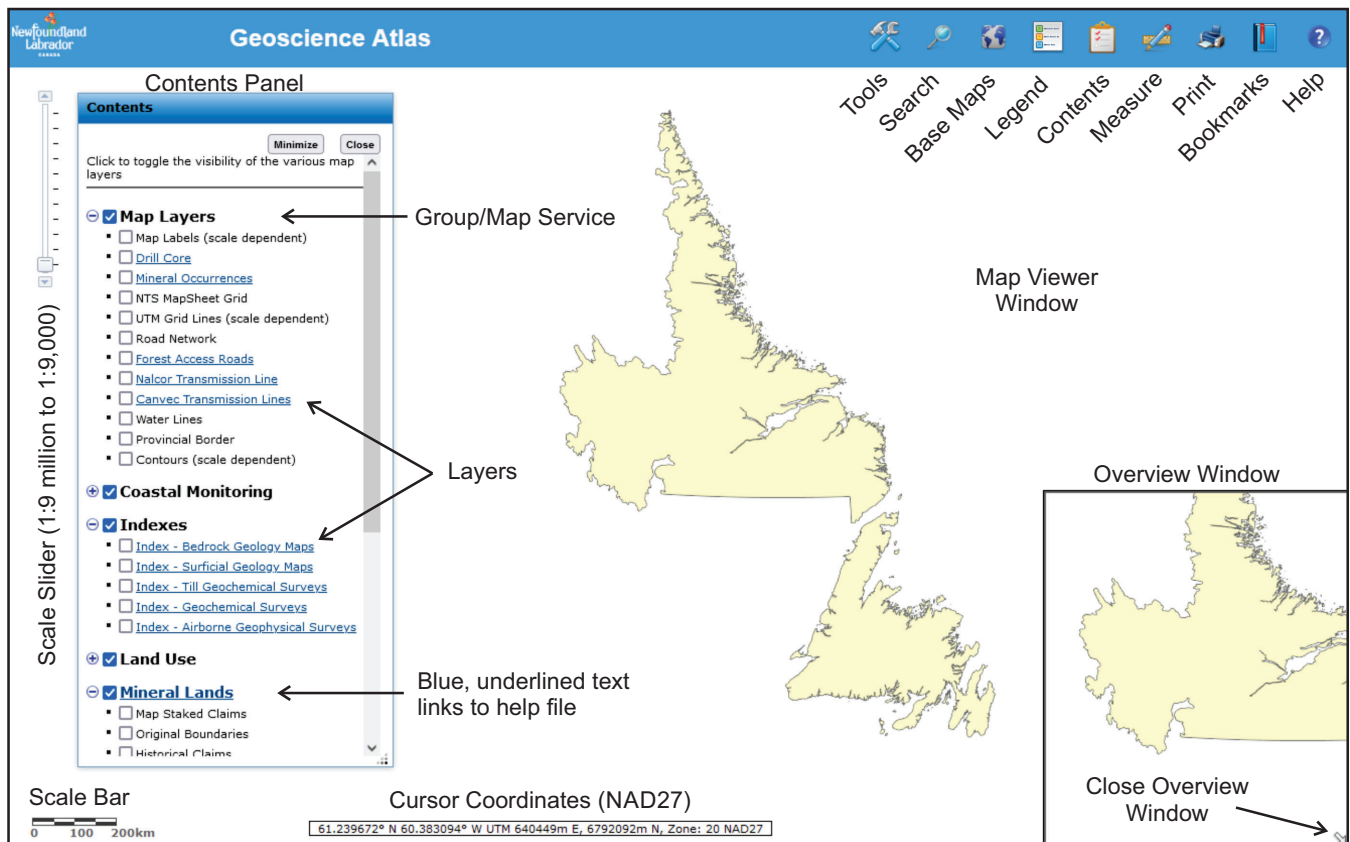 Newfoundland
Labrador
CANADA
Geoscience Atlas
Tools
Search
Base Maps
Legend
Contents
Measure
Print
Bookmarks
Help
Contents Panel
Contents
Minimize
Close
Click to toggle the visibility of the various map
layers
Map Layers
Map Labels (scale dependent)
Drill Core
Mineral Occurrences
NTS MapSheet Grid
UTM Grid Lines (scale dependent)
Road Network
Forest Access Roads
Nalcor Transmission Line
Canvec Transmission Lines
Water Lines
Provincial Border
Contours (scale dependent)
Coastal Monitoring
Indexes
Index - Bedrock Geology Maps
Index - Surficial Geology Maps
Index - Till Geochemical Surveys
Index - Geochemical Surveys
Index - Airborne Geophysical Surveys
Land Use
Mineral Lands
Map Staked Claims
Original Boundaries
Historical Claims
Scale Slider (1:9 million to 1:9,000)
Group/Map Service
Layers
Blue, underlined text
links to help file
Map Viewer
Window
Overview Window
Close Overview
Window
Scale Bar
0 100 200km
Cursor Coordinates (NAD27)
61.239672° N 60.383094° W UTM 640449m E, 6792092m N, Zone: 20 NAD27